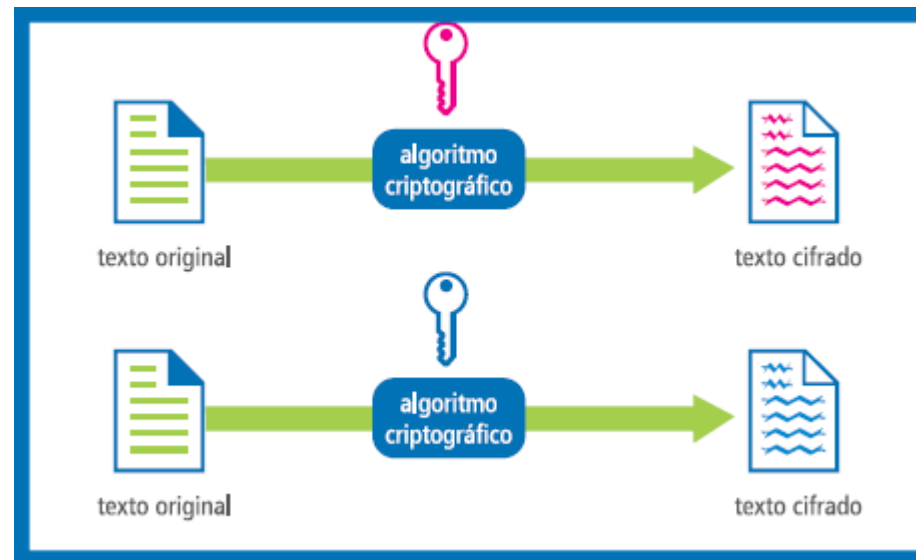 algoritmo
criptográfico
texto original
texto cifrado
algoritmo
criptográfico
texto original
texto cifrado